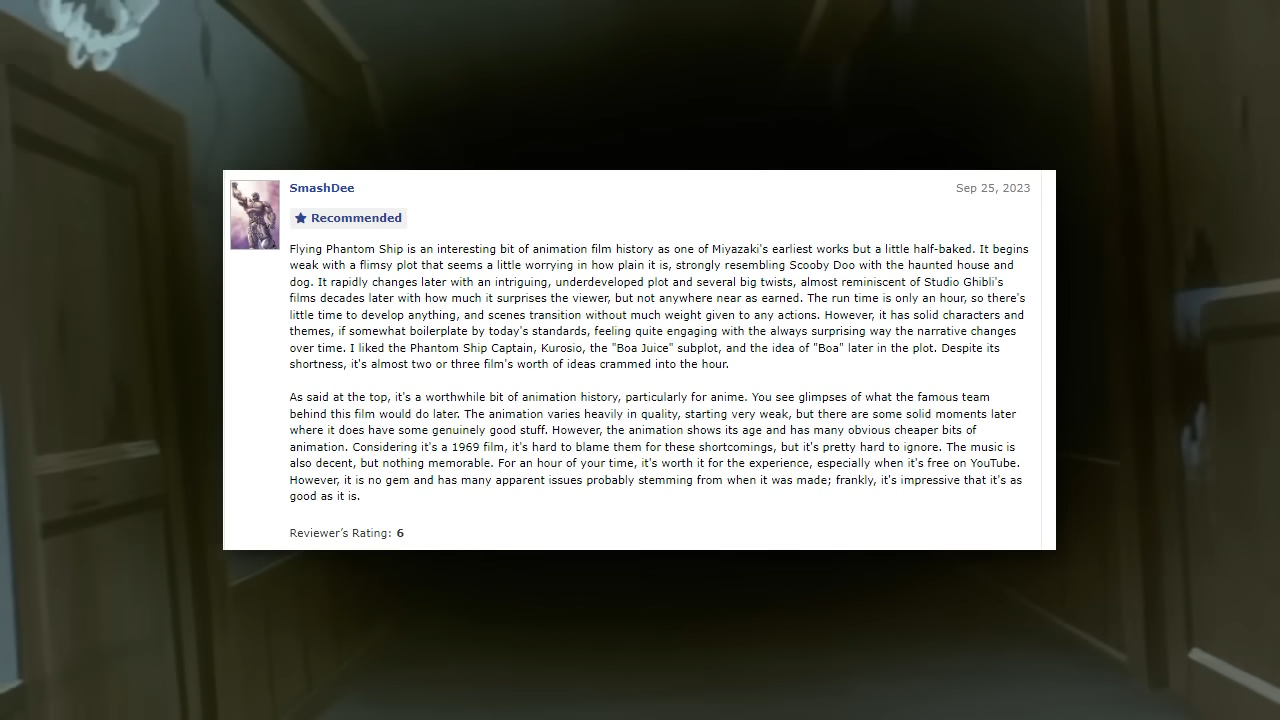 SmashDee
Sep 25, 2023
Recommended
Flying Phantom Ship is an interesting bit of animation film history as one of Miyazaki's earliest works but a little half-baked. It begins
weak with a flimsy plot that seems a little worrying in how plain it is, strongly resembling Scooby Doo with the haunted house and
dog. It rapidly changes later with an intriguing, underdeveloped plot and several big twists, almost reminiscent of Studio Ghibli's
films decades later with how much it surprises the viewer, but not anywhere near as earned. The run time is only an hour, so there's
little time to develop anything, and scenes transition without much weight given to any actions. However, it has solid characters and
themes, if somewhat boilerplate by today's standards, feeling quite engaging with the always surprising way the narrative changes
over time. I liked the Phantom Ship Captain, Kurosio, the "Boa Juice" subplot, and the idea of "Boa" later in the plot. Despite its
shortness, it's almost two or three film's worth of ideas crammed into the hour.
As said at the top, it's a worthwhile bit of animation history, particularly for anime. You see glimpses of what the famous team
behind this film would do later. The animation varies heavily in quality, starting very weak, but there are some solid moments later
where it does have some genuinely good stuff. However, the animation shows its age and has many obvious cheaper bits of
animation. Considering it's a 1969 film, it's hard to blame them for these shortcomings, but it's pretty hard to ignore. The music is
also decent, but nothing memorable. For an hour of your time, it's worth it for the experience, especially when it's free on YouTube.
However, it is no gem and has many apparent issues probably stemming from when it was made; frankly, it's impressive that it's as
good as it is.
Reviewer’s Rating: 6